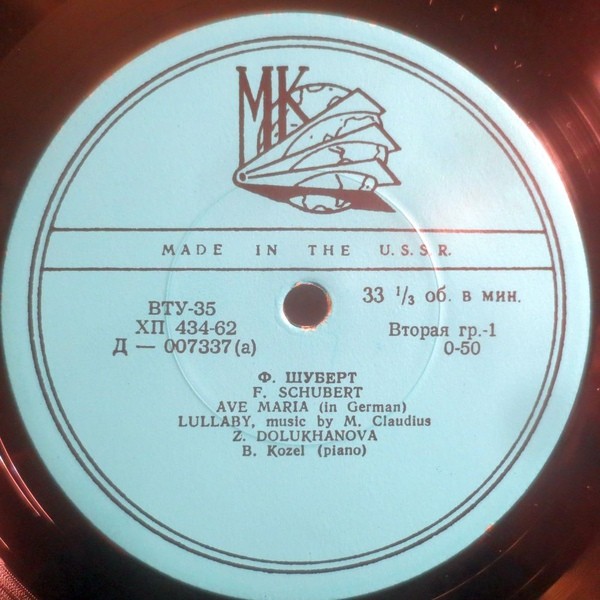 МК
MADE IN THE U.S.S.R.
ВТУ-35
ХП 434-62
Д — 007337(а)
33 1/3 об. в мин.
Вторая гр.-1
0-50
Ф. ШУБЕРТ
F. SCHUBERT
AVE MARIA (in German)
LULLABY, music by M. Claudius
Z. DOLUKHANOVA
B. Kozel (piano)